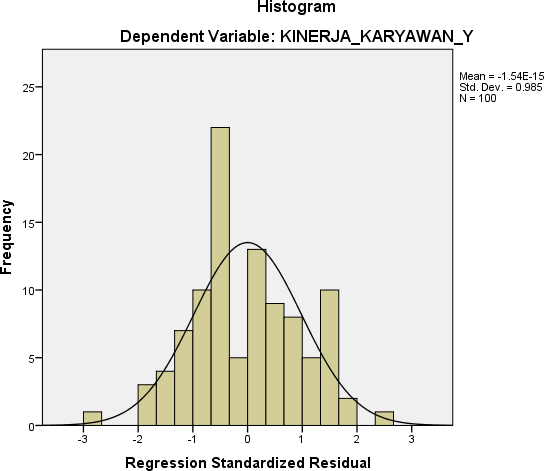 Histogram
Dependent Variable: KINERJA_KARYAWAN_Y
Mean = -1.54E-15
Std. Dev. = 0.985
N = 100
Frequency
25
20
15
10
5
0
-3 -2 -1 0 1 2 3
Regression Standardized Residual